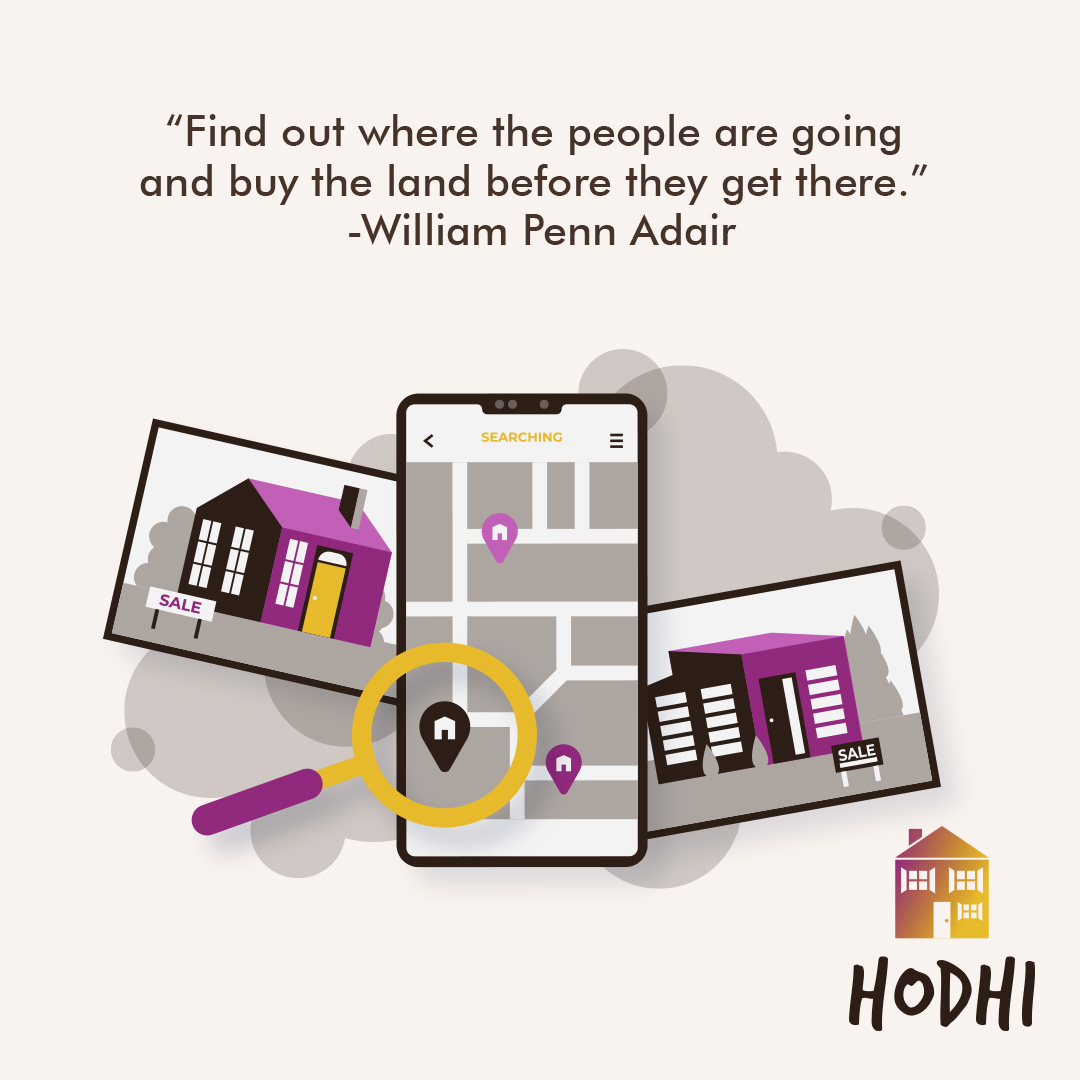 “Find out where the people are going
and buy the land before they get there.”
-William Penn Adair
SEARCHING
SALE
SALE
HODHI